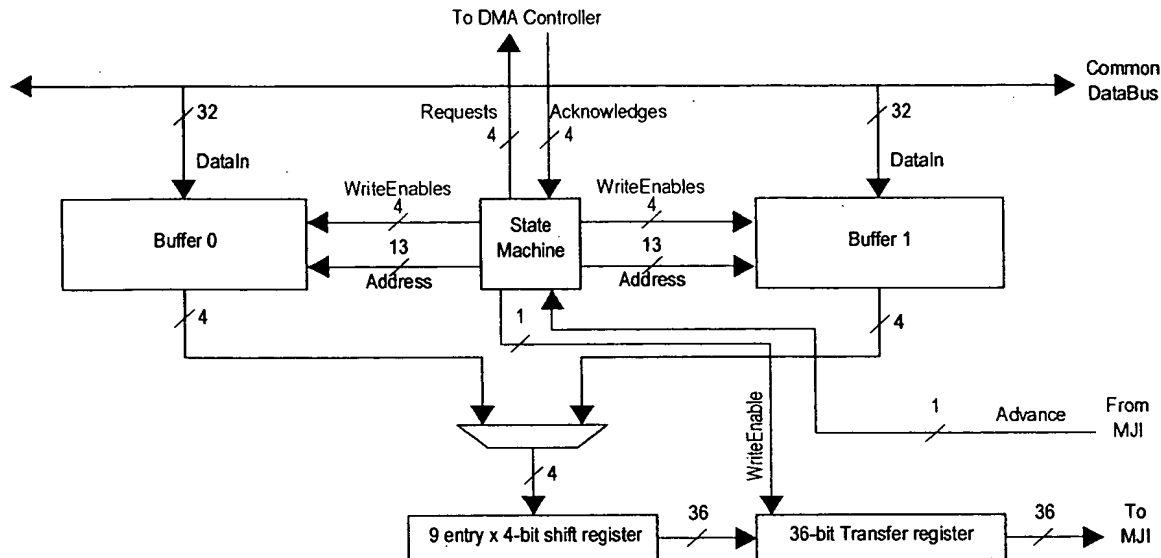 To DMA Controller
Common
DataBus
32
Requests
4
Acknowledges
4
32
DataIn
DataIn
WriteEnables
4
WriteEnables
4
Buffer 0
State
Machine
Buffer 1
13
Address
13
Address
4
1
4
WriteEnable
1
Advance
From
MJI
4
9 entry x 4-bit shift register
36
36-bit Transfer register
36
To
MJI